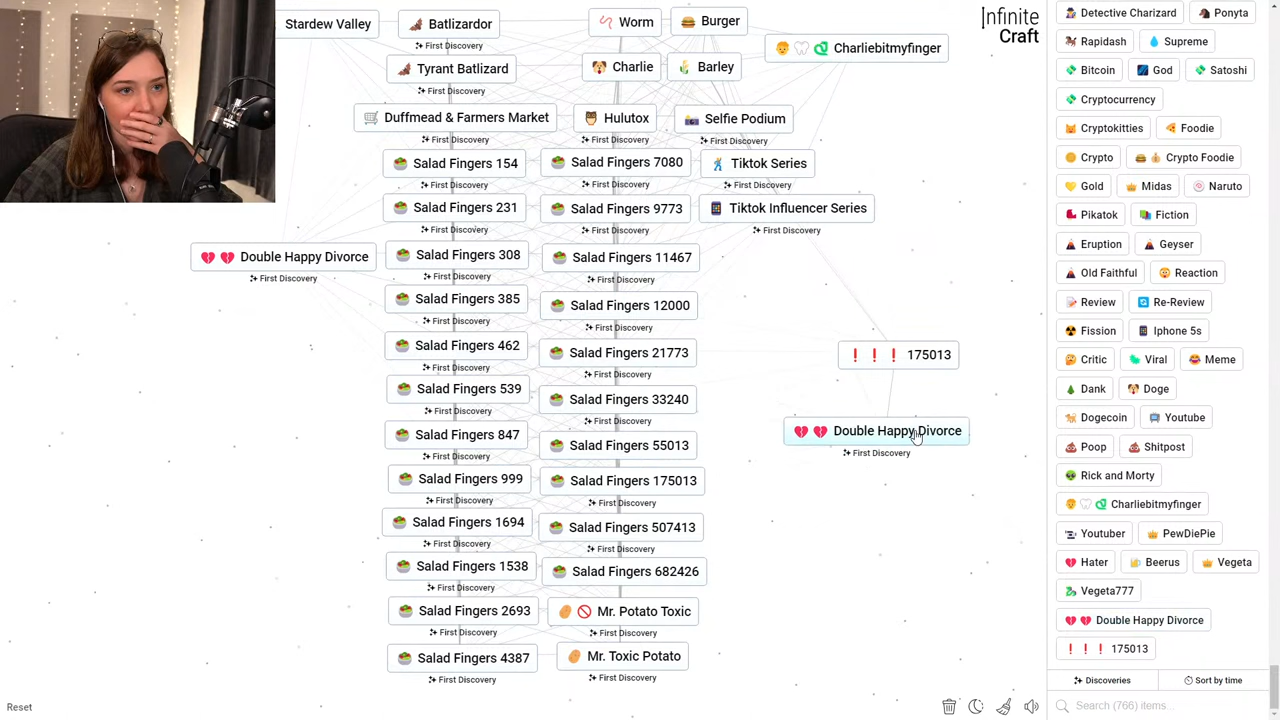 Stardew Valley
Batlizardor
First Discovery
Worm
Burger
Charliebitmyfinger
Infinite
Craft
Tyrant Batlizard
First Discovery
Charlie
Barley
Duffmead & Farmers Market
First Discovery
Hulutox
First Discovery
Selfie Podium
First Discovery
Salad Fingers 154
First Discovery
Salad Fingers 7080
First Discovery
Tiktok Series
First Discovery
Salad Fingers 231
First Discovery
Salad Fingers 9773
First Discovery
Tiktok Influencer Series
First Discovery
Double Happy Divorce
First Discovery
Salad Fingers 308
First Discovery
Salad Fingers 11467
First Discovery
Salad Fingers 385
First Discovery
Salad Fingers 12000
First Discovery
Salad Fingers 462
First Discovery
Salad Fingers 21773
First Discovery
❗❗❗ 175013
Salad Fingers 539
First Discovery
Salad Fingers 33240
First Discovery
Double Happy Divorce
First Discovery
Salad Fingers 847
First Discovery
Salad Fingers 55013
First Discovery
Salad Fingers 999
First Discovery
Salad Fingers 175013
First Discovery
Salad Fingers 1694
First Discovery
Salad Fingers 507413
First Discovery
Salad Fingers 1538
First Discovery
Salad Fingers 682426
First Discovery
Salad Fingers 2693
First Discovery
Mr. Potato Toxic
First Discovery
Salad Fingers 4387
First Discovery
Mr. Toxic Potato
First Discovery
Reset
Detective Charizard Ponyta
Rapidash Supreme
Bitcoin God Satoshi
Cryptocurrency
Cryptokitties Foodie
Crypto Crypto Foodie
Gold Midas Naruto
Pikatok Fiction
Eruption Geyser
Old Faithful Reaction
Review Re-Review
Fission Iphone 5s
Critic Viral Meme
Dank Doge
Dogecoin Youtube
Poop Shitpost
Rick and Morty
Charliebitmyfinger
Youtuber PewDiePie
Hater Beerus Vegeta
Vegeta777
Double Happy Divorce
❗❗❗ 175013
Discoveries Sort by time
Search (766) items...